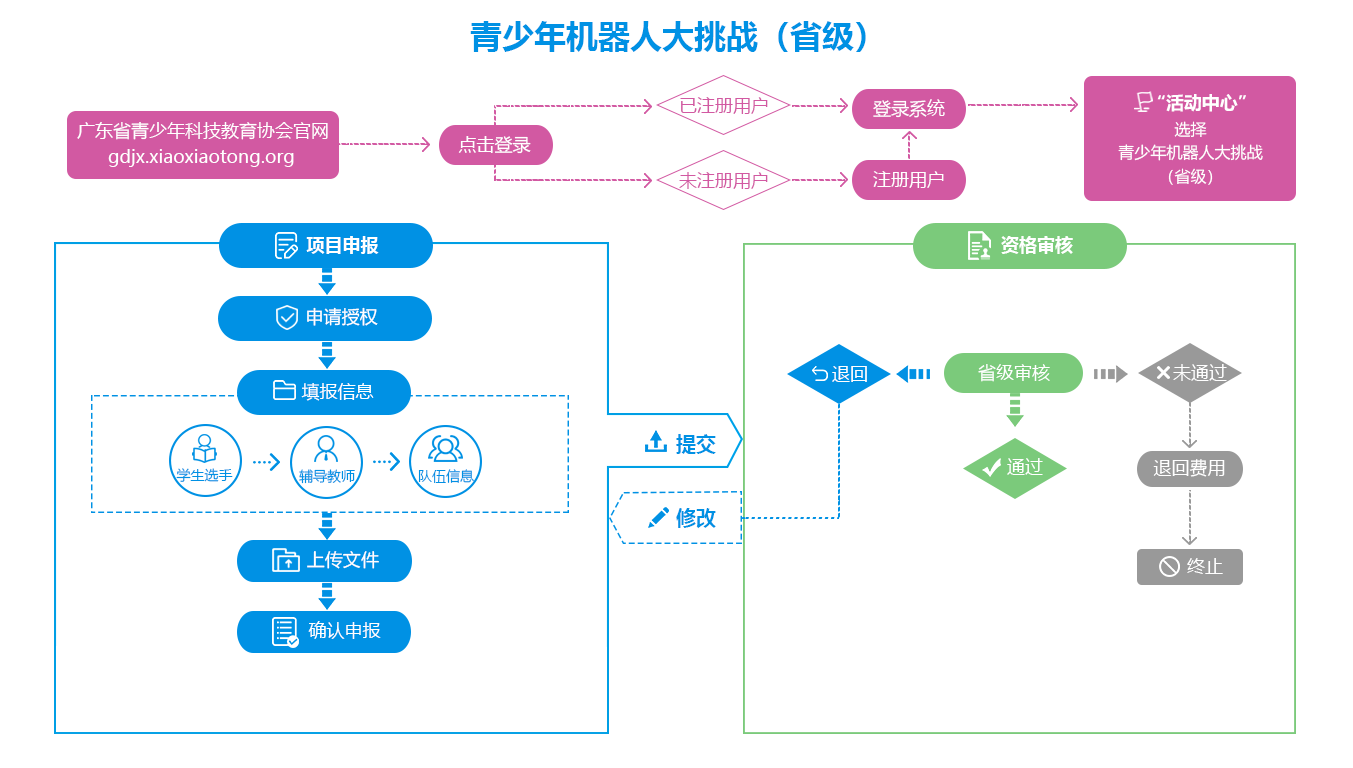 青少年机器人大挑战（省级）
广东省青少年科技教育协会官网
gdjx.xiaoxiaotong.org
点击登录
已注册用户
未注册用户
登录系统
注册用户
“活动中心”
选择
青少年机器人大挑战
（省级）
项目申报
申请授权
填报信息
学生选手
辅导教师
队伍信息
上传文件
确认申报
提交
修改
资格审核
退回
省级审核
未通过
通过
退回费用
终止